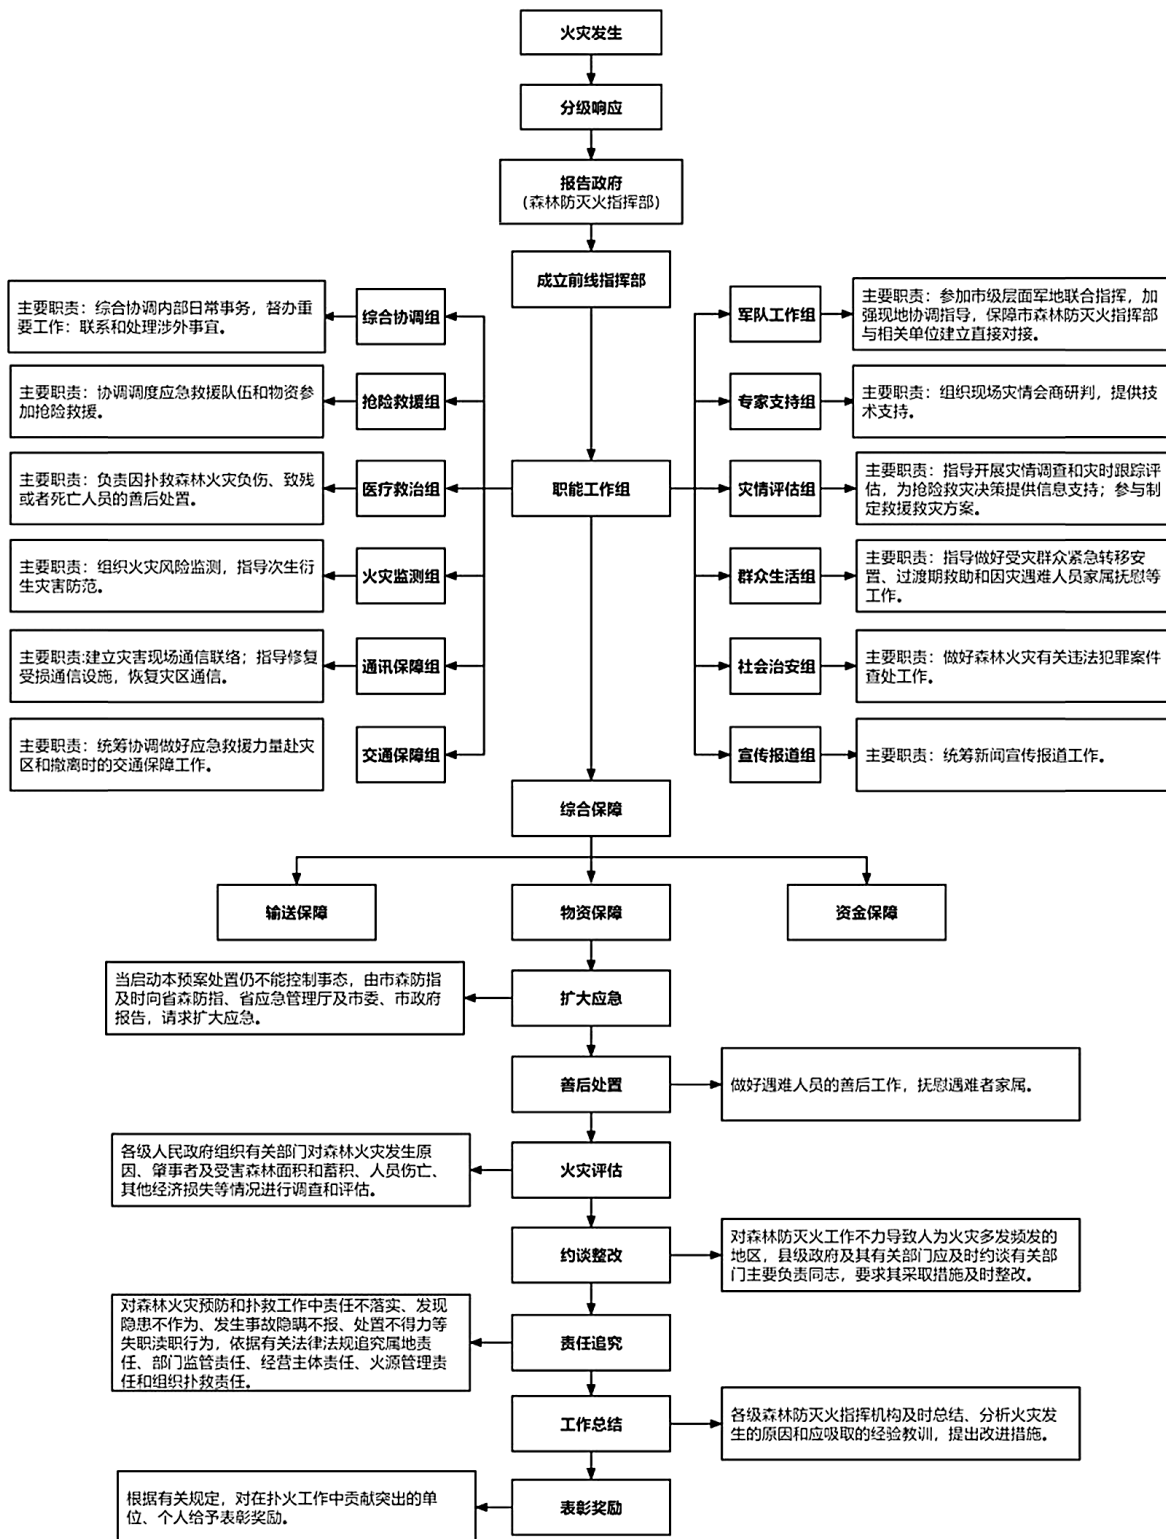 火灾发生
分级响应
报告政府
(森林防灭火指挥部)
成立前线指挥部
主要职责：综合协调内部日常事务，督办重
要工作：联系和处理涉外事宜。
综合协调组
军队工作组
主要职责：参加市级层面军地联合指挥，加
强现地协调指导，保障市森林防灭火指挥部
与相关单位建立直接对接。
主要职责：协调调度应急救援队伍和物资参
加抢险救援。
抢险救援组
专家支持组
主要职责：组织现场灾情会商研判，提供技
术支持。
主要职责：负责因扑救森林火灾负伤、致残
或者死亡人员的善后处置。
医疗救治组
职能工作组
灾情评估组
主要职责：指导开展灾情调查和灾时跟踪评
估，为抢险救灾决策提供信息支持；参与制
定救援救灾方案。
主要职责：组织火灾风险监测，指导次生衍
生灾害防范。
火灾监测组
群众生活组
主要职责：指导做好受灾群众紧急转移安
置、过渡期救助和因灾遇难人员家属抚慰等
工作。
主要职责:建立灾害现场通信联络；指导修复
受损通信设施，恢复灾区通信。
通讯保障组
社会治安组
主要职责：做好森林火灾有关违法犯罪案件
查处工作。
主要职责：统筹协调做好应急救援力量赴灾
区和撤离时的交通保障工作。
交通保障组
宣传报道组
主要职责：统筹新闻宣传报道工作。
综合保障
输送保障
物资保障
资金保障
当启动本预案处置仍不能控制事态，由市森防指
及时向省森防指、省应急管理厅及市委、市政府
报告，请求扩大应急。
扩大应急
善后处置
做好遇难人员的善后工作，抚慰遇难者家属。
各级人民政府组织有关部门对森林火灾发生原
因、肇事者及受害森林面积和蓄积、人员伤亡、
其他经济损失等情况进行调查和评估。
火灾评估
约谈整改
对森林防灭火工作不力导致人为火灾多发频发的
地区，县级政府及其有关部门应及时约谈有关部
门主要负责同志，要求其采取措施及时整改。
对森林火灾预防和扑救工作中责任不落实、发现
隐患不作为、发生事故隐瞒不报、处置不得力等
失职渎职行为，依据有关法律法规追究属地责
任、部门监管责任、经营主体责任、火源管理责
任和组织扑救责任。
责任追究
工作总结
各级森林防灭火指挥机构及时总结、分析火灾发
生的原因和应吸取的经验教训，提出改进措施。
根据有关规定，对在扑火工作中贡献突出的单
位、个人给予表彰奖励。
表彰奖励